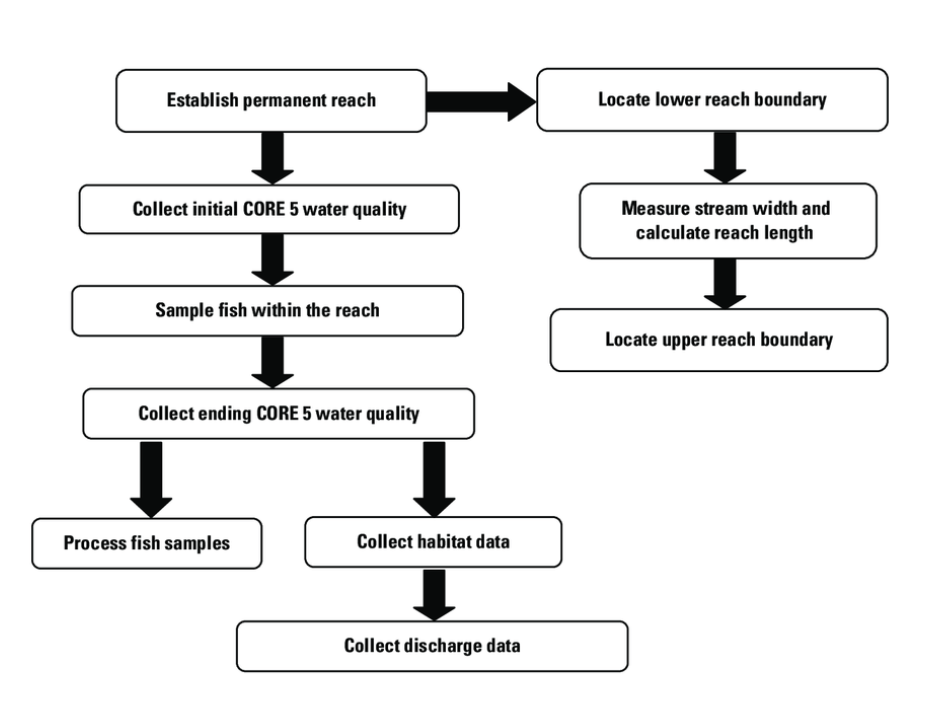 Establish permanent reach
Locate lower reach boundary
Collect initial CORE 5 water quality
Measure stream width and
calculate reach length
Sample fish within the reach
Locate upper reach boundary
Collect ending CORE 5 water quality
Process fish samples
Collect habitat data
Collect discharge data